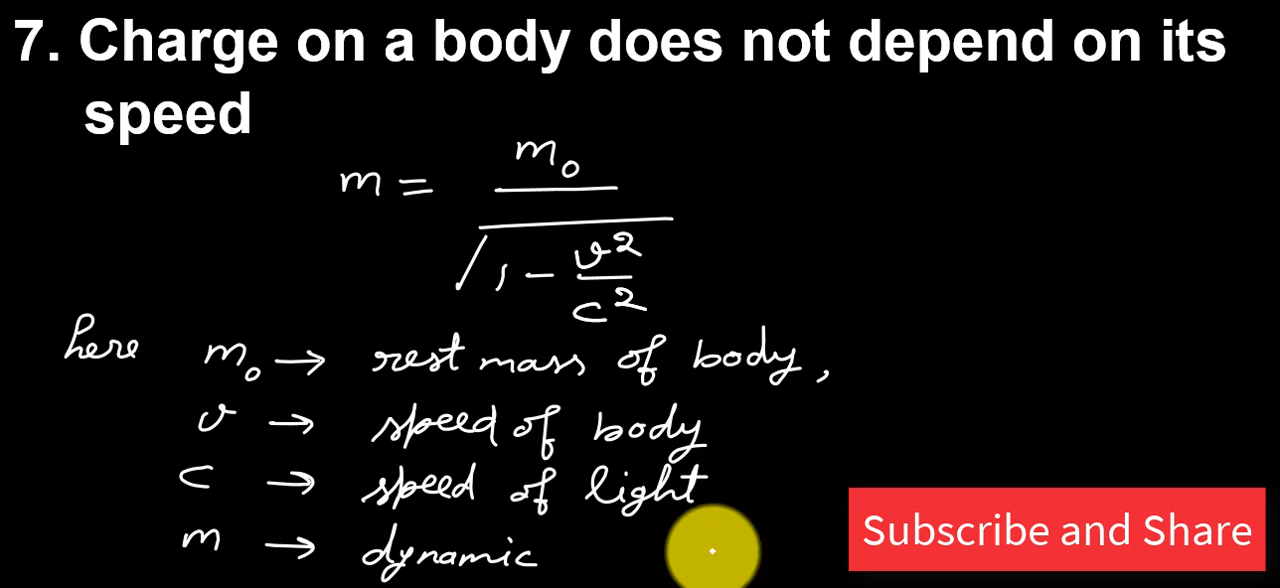 7. Charge on a body does not depend on its
speed
m = m₀ / √(1 - v²/c²)
here m₀ → rest mass of body,
v → speed of body
c → speed of light
m → dynamic
Subscribe and Share